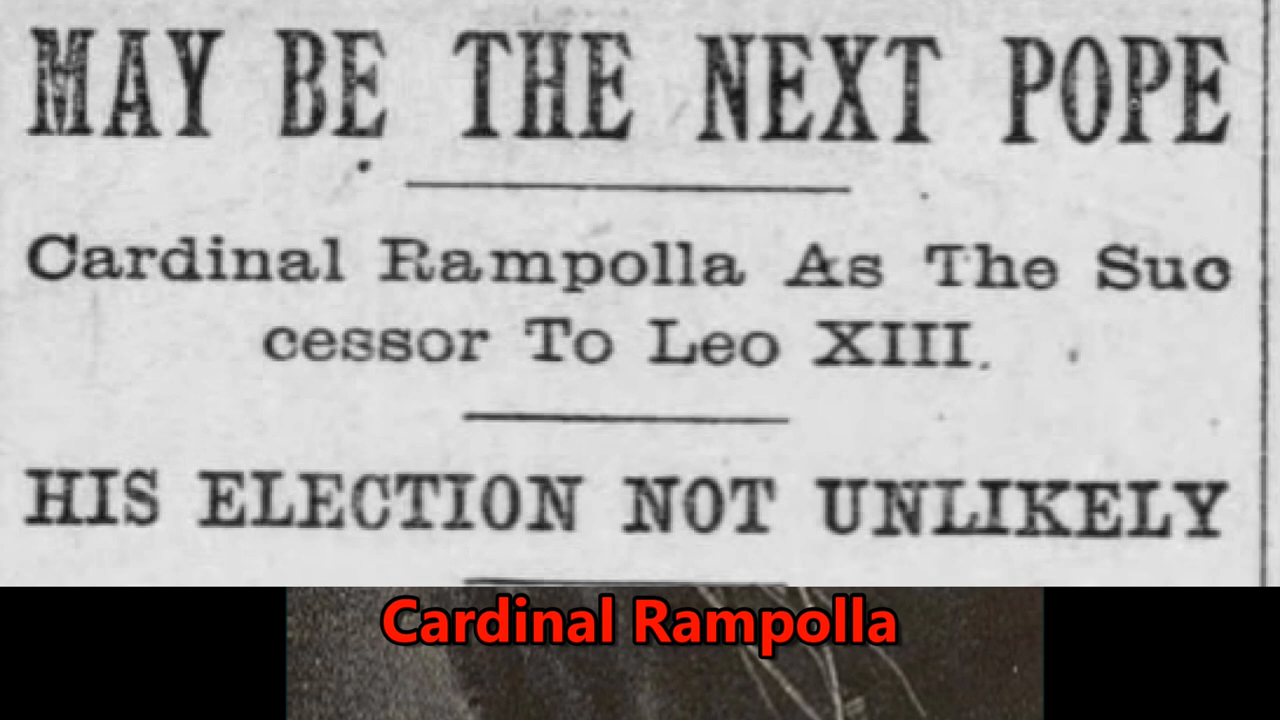 MAY BE THE NEXT POPE
Cardinal Rampolla As The Suc
cessor To Leo XIII.
HIS ELECTION NOT UNLIKELY
Cardinal Rampolla